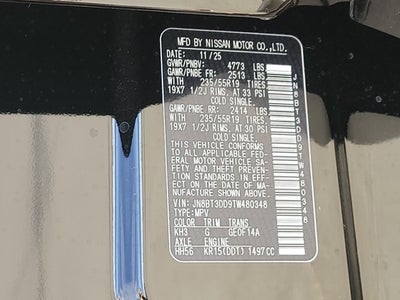 MFD BY NISSAN MOTOR CO.,LTD.
DATE: 11/25
GVWR/PNBV: 4773 LBS
GAWR/PNBE FR: 2513 LBS
WITH 235/55R19 TIRES
19X7 1/2J RIMS, AT 33 PSI
COLD SINGLE
GAWR/PNBE RR: 2414 LBS
WITH 235/55R19 TIRES
19X7 1/2J RIMS, AT 30 PSI
COLD SINGLE
THIS VEHICLE CONFORMS
TO ALL APPLICABLE FED-
ERAL MOTOR VEHICLE SA-
FETY AND THEFT PREVEN-
TION STANDARDS IN EFF-
ECT ON THE DATE OF MA-
NUFACTURE SHOWN ABOVE.
VIN: JN8BT3DD9TW480348
TYPE: MPV
COLOR TRIM TRANS
KH3 G GE0F14A
AXLE ENGINE
HH56 KR15(DDT) 1497CC
JN8BT3DD9TW480348